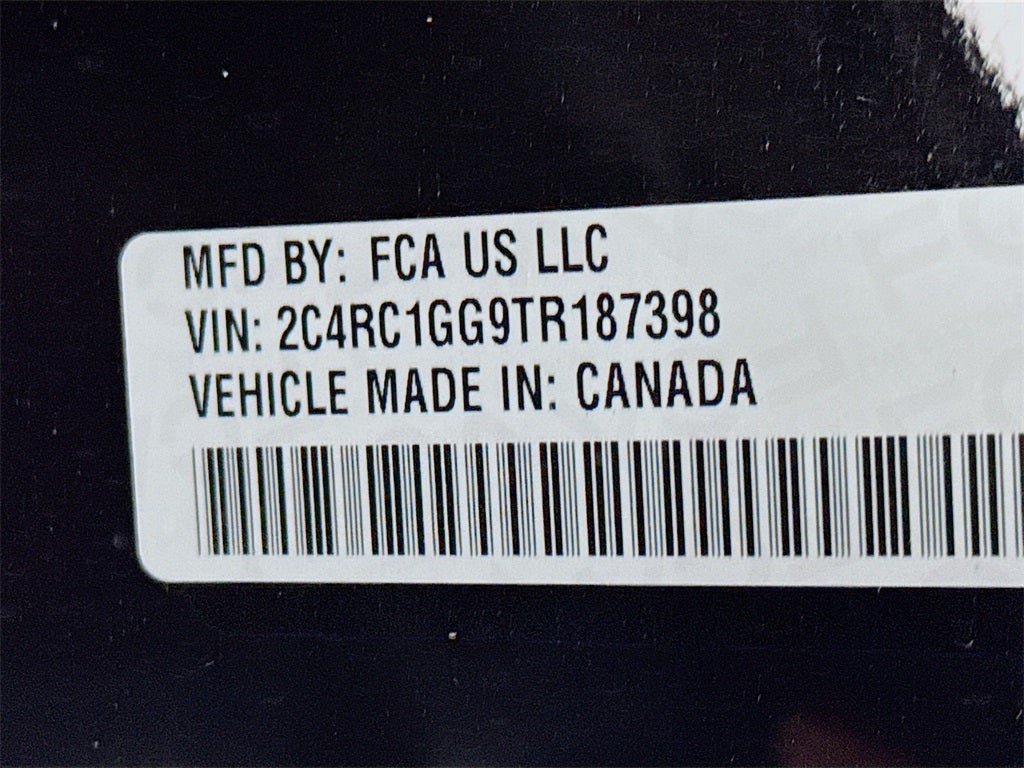 MFD BY: FCA US LLC
VIN: 2C4RC1GG9TR187398
VEHICLE MADE IN: CANADA